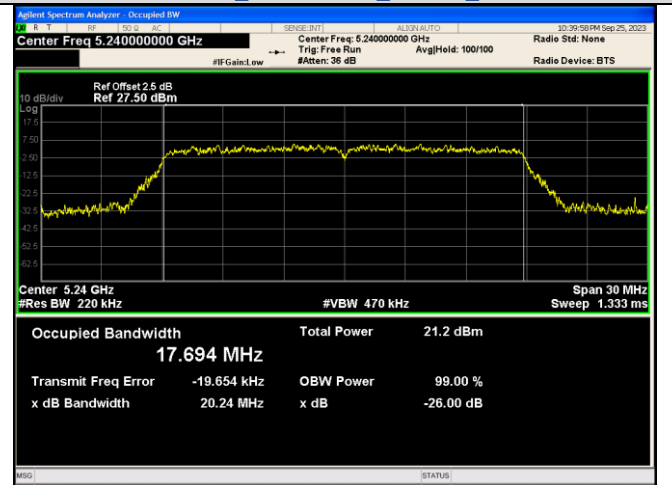 Agilent Spectrum Analyzer - Occupied BW
R T RF 50 Ω AC SENSE:INT ALIGN AUTO 10:39:58 PM Sep 25, 2023
Center Freq 5.240000000 GHz Center Freq: 5.240000000 GHz Radio Std: None
Trig: Free Run Avg|Hold: 100/100
#IFGain:Low #Atten: 36 dB Radio Device: BTS
Ref Offset 2.5 dB
10 dB/div Ref 27.50 dBm
Log
17.5
7.50
-2.50
-12.5
-22.5
-32.5
-42.5
-52.5
-62.5
Center 5.24 GHz Span 30 MHz
#Res BW 220 kHz #VBW 470 kHz Sweep 1.333 ms
Occupied Bandwidth Total Power 21.2 dBm
17.694 MHz
Transmit Freq Error -19.654 kHz OBW Power 99.00 %
x dB Bandwidth 20.24 MHz x dB -26.00 dB
MSG STATUS